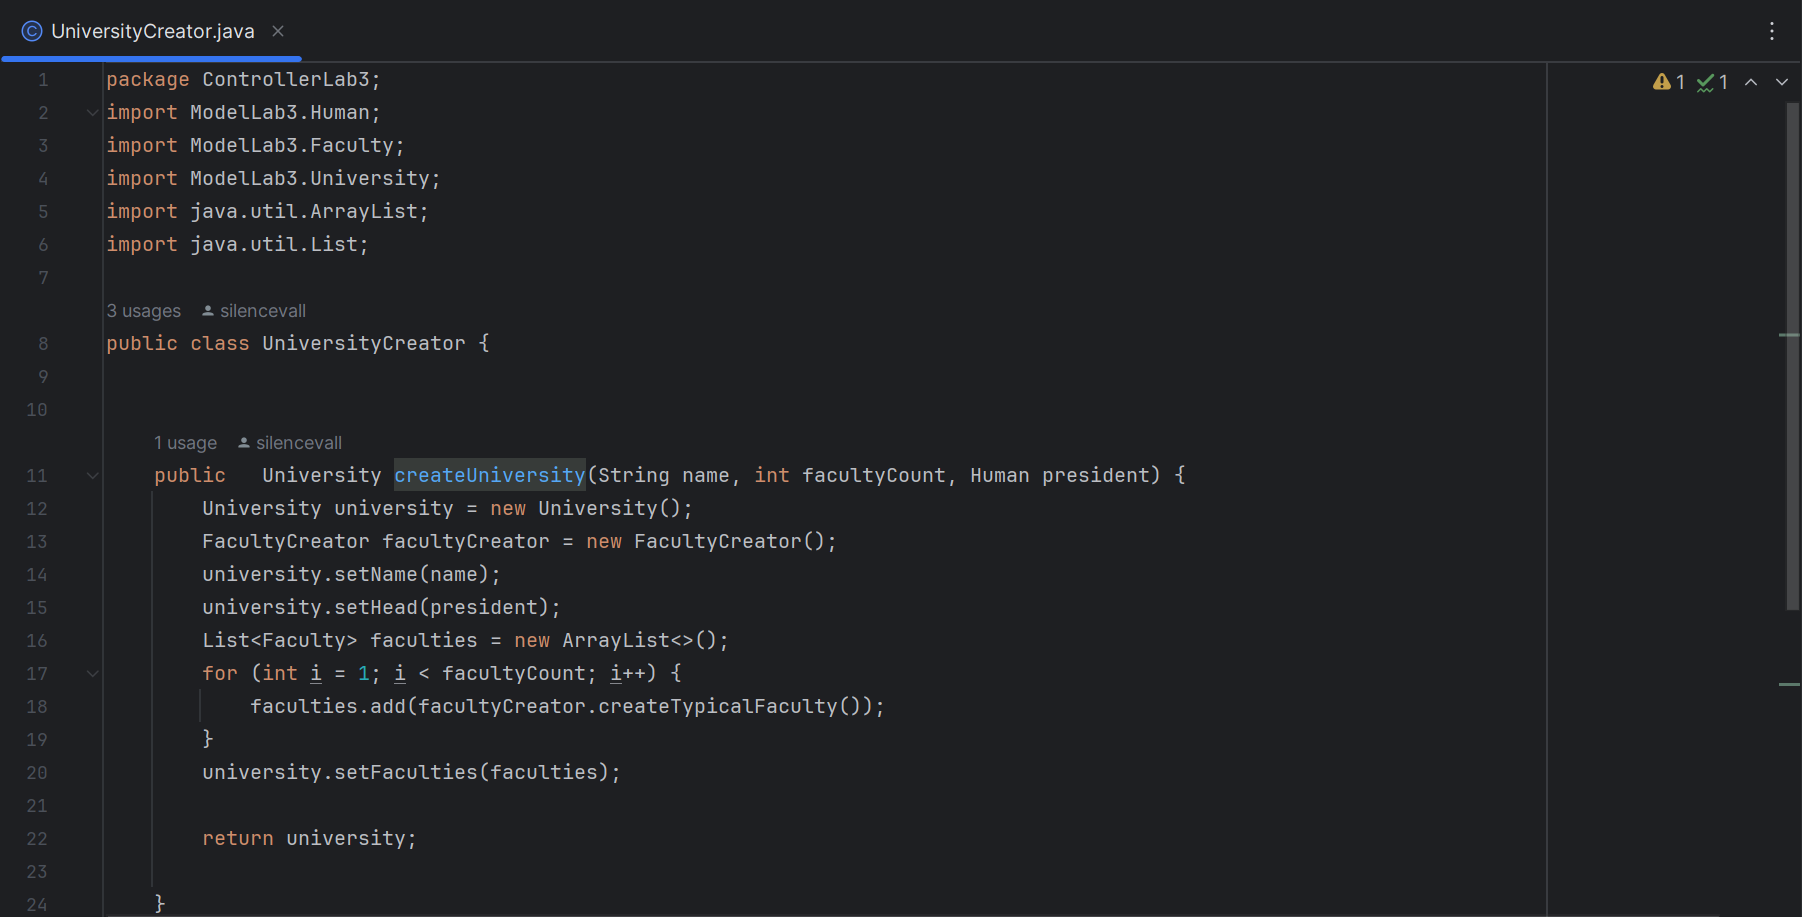 UniversityCreator.java
1 package ControllerLab3;
1 1
2 import ModelLab3.Human;
3 import ModelLab3.Faculty;
4 import ModelLab3.University;
5 import java.util.ArrayList;
6 import java.util.List;
7
3 usages silencevall
8 public class UniversityCreator {
9
10
1 usage silencevall
11 public   University createUniversity(String name, int facultyCount, Human president) {
12 University university = new University();
13 FacultyCreator facultyCreator = new FacultyCreator();
14 university.setName(name);
15 university.setHead(president);
16 List<Faculty> faculties = new ArrayList<>();
17 for (int i = 1; i < facultyCount; i++) {
18 faculties.add(facultyCreator.createTypicalFaculty());
19 }
20 university.setFaculties(faculties);
21
22 return university;
23
24 }